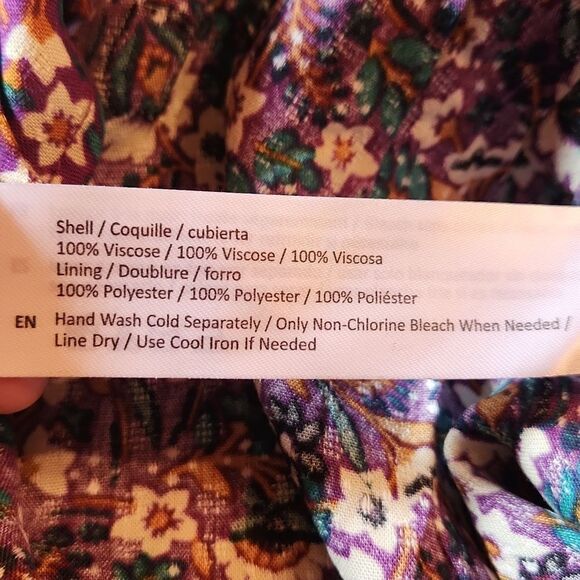 Shell / Coquille / cubierta
100% Viscose / 100% Viscose / 100% Viscosa
Lining / Doublure / forro
100% Polyester / 100% Polyester / 100% Poliéster
EN Hand Wash Cold Separately / Only Non-Chlorine Bleach When Needed /
Line Dry / Use Cool Iron If Needed